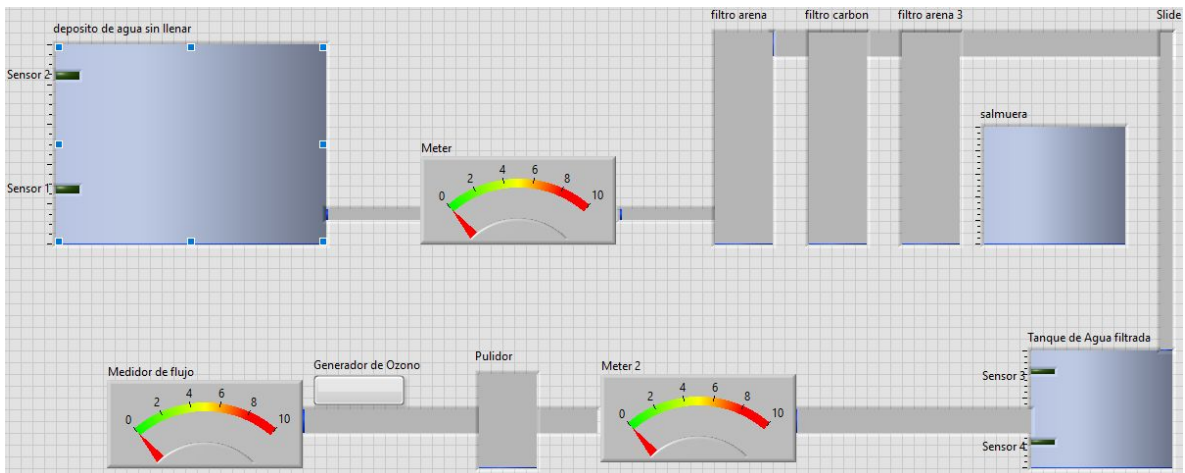 deposito de agua sin llenar
Sensor 2
Sensor 1
Meter
0 2 4 6 8 10
filtro arena
filtro carbon
filtro arena 3
Slide
salmuera
Medidor de flujo
0 2 4 6 8 10
Generador de Ozono
Pulidor
Meter 2
0 2 4 6 8 10
Tanque de Agua filtrada
Sensor 3
Sensor 4